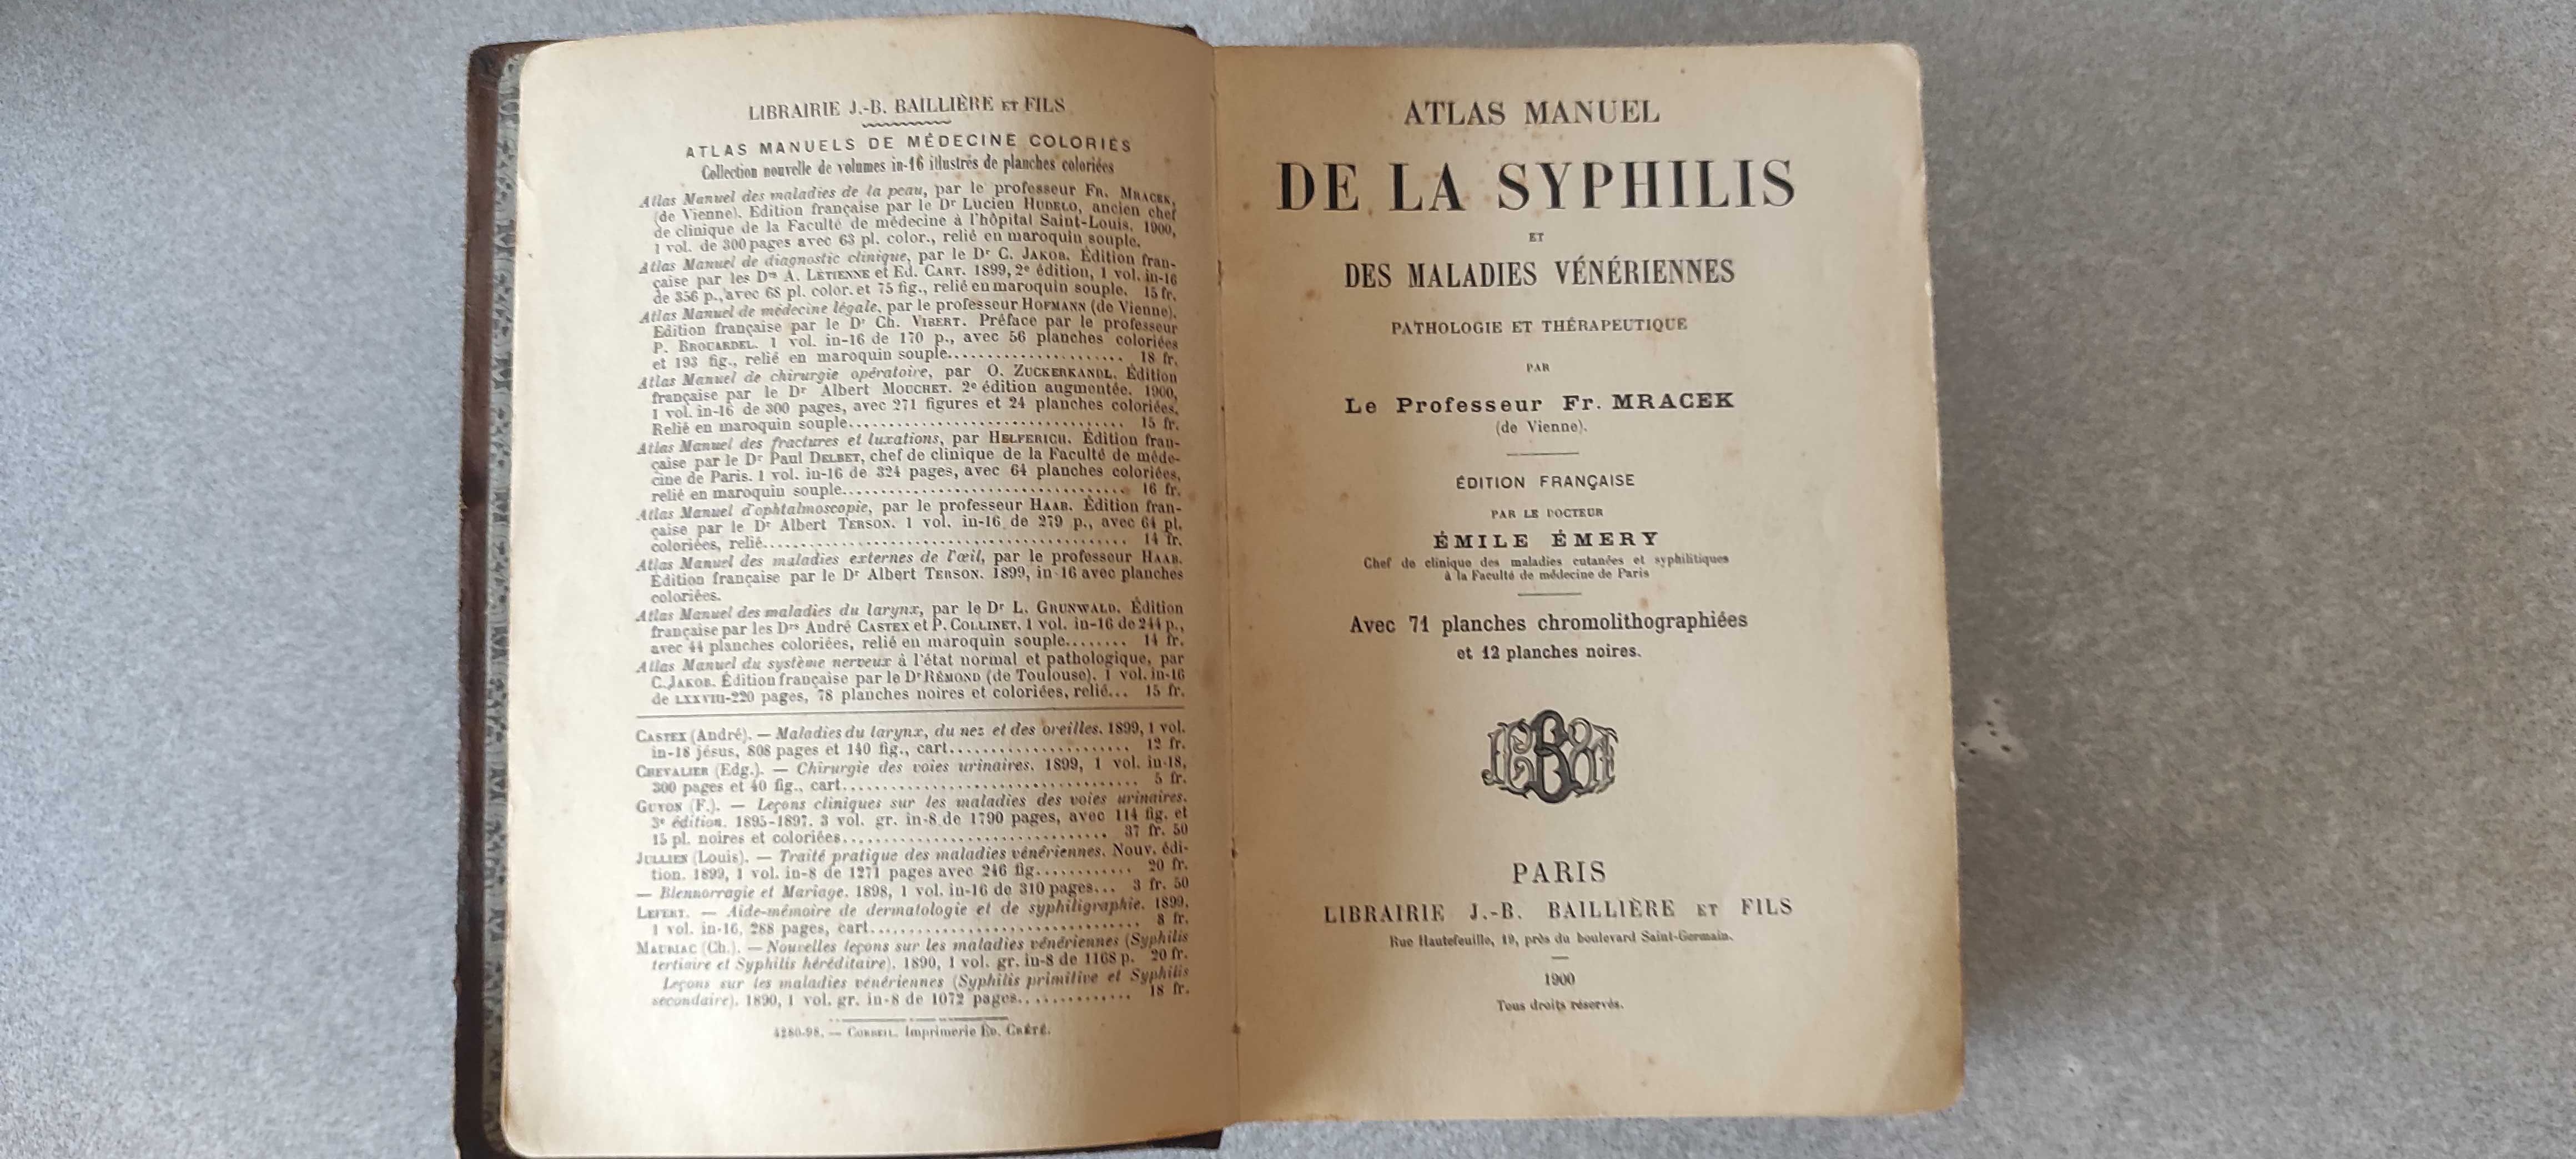 LIBRAIRIE J.-B. BAILLIÈRE ET FILS
ATLAS MANUELS DE MÉDECINE COLORIÉS
Collection nouvelle de volumes in-16 illustrés de planches coloriées
Atlas Manuel des maladies de la peau, par le professeur FR. MRACEK,
(de Vienne). Edition française par le Dr Lucien HUDELO, ancien chef
de clinique de la Faculté de médecine à l'hôpital Saint-Louis. 1900,
1 vol. de 300 pages avec 63 pl. color., relié en maroquin souple.
Atlas Manuel de diagnostic clinique, par le Dr C. JAKOB. Édition fran-
çaise par les Drs A. LÉTIENNE et Ed. CART. 1899, 2e édition, 1 vol. in-16
de 356 p., avec 68 pl. color. et 75 fig., relié en maroquin souple. 15 fr.
Atlas Manuel de médecine légale, par le professeur HOFMANN (de Vienne).
Edition française par le Dr Ch. VIBERT. Préface par le professeur
P. BROUARDEL. 1 vol. in-16 de 170 p., avec 56 planches coloriées
et 193 fig., relié en maroquin souple...................... 18 fr.
Atlas Manuel de chirurgie opératoire, par O. ZUCKERKANDL. Édition
française par le Dr Albert MOUCHET. 2e édition augmentée. 1900,
1 vol. in-16 de 300 pages, avec 271 figures et 24 planches coloriées.
Relié en maroquin souple................................ 15 fr.
Atlas Manuel des fractures et luxations, par HELFERICH. Édition fran-
çaise par le Dr Paul DELBET, chef de clinique de la Faculté de méde-
cine de Paris. 1 vol. in-16 de 324 pages, avec 64 planches coloriées,
relié en maroquin souple................................ 16 fr.
Atlas Manuel d'ophtalmoscopie, par le professeur HAAB. Édition fran-
çaise par le Dr Albert TERSON. 1 vol. in-16 de 279 p., avec 64 pl.
coloriées, relié.......................................... 14 fr.
Atlas Manuel des maladies externes de l'œil, par le professeur HAAB.
Édition française par le Dr Albert TERSON. 1899, in-16 avec planches
coloriées.
Atlas Manuel des maladies du larynx, par le Dr L. GRUNWALD. Édition
française par les Drs André CASTEX et P. COLLINET. 1 vol. in-16 de 244 p.,
avec 44 planches coloriées, relié en maroquin souple........ 14 fr.
Atlas Manuel du système nerveux à l'état normal et pathologique, par
C. JAKOB. Édition française par le Dr RÉMOND (de Toulouse). 1 vol. in-16
de LXXVIII-220 pages, 78 planches noires et coloriées, relié... 15 fr.
CASTEX (André). — Maladies du larynx, du nez et des oreilles. 1899, 1 vol.
in-18 jésus, 808 pages et 140 fig., cart...................... 12 fr.
CHEVALIER (Edg.). — Chirurgie des voies urinaires. 1899, 1 vol. in-18,
300 pages et 40 fig., cart.................................... 5 fr.
GUYON (F.). — Leçons cliniques sur les maladies des voies urinaires.
3e édition. 1895-1897. 3 vol. gr. in-8 de 1790 pages, avec 114 fig. et
15 pl. noires et coloriées................................ 37 fr. 50
JULLIEN (Louis). — Traité pratique des maladies vénériennes. Nouv. édi-
tion. 1899, 1 vol. in-8 de 1271 pages avec 246 fig............ 20 fr.
— Blennorragie et Mariage. 1898, 1 vol. in-16 de 310 pages... 3 fr. 50
LEFERT. — Aide-mémoire de dermatologie et de syphiligraphie. 1899.
1 vol. in-16, 288 pages, cart................................ 8 fr.
MAURIAC (Ch.). — Nouvelles leçons sur les maladies vénériennes (Syphilis
tertiaire et Syphilis héréditaire). 1890, 1 vol. gr. in-8 de 1168 p. 20 fr.
Leçons sur les maladies vénériennes (Syphilis primitive et Syphilis
secondaire). 1890, 1 vol. gr. in-8 de 1072 pages.............. 18 fr.
4280-98. — CORBEIL. Imprimerie ÉD. CRÉTÉ.
ATLAS MANUEL
DE LA SYPHILIS
ET
DES MALADIES VÉNÉRIENNES
PATHOLOGIE ET THÉRAPEUTIQUE
PAR
Le Professeur Fr. MRACEK
(de Vienne).
ÉDITION FRANÇAISE
PAR LE DOCTEUR
ÉMILE ÉMERY
Chef de clinique des maladies cutanées et syphilitiques
à la Faculté de médecine de Paris
Avec 71 planches chromolithographiées
et 12 planches noires.
PARIS
LIBRAIRIE J.-B. BAILLIÈRE ET FILS
Rue Hautefeuille, 19, près du boulevard Saint-Germain.
1900
Tous droits réservés.